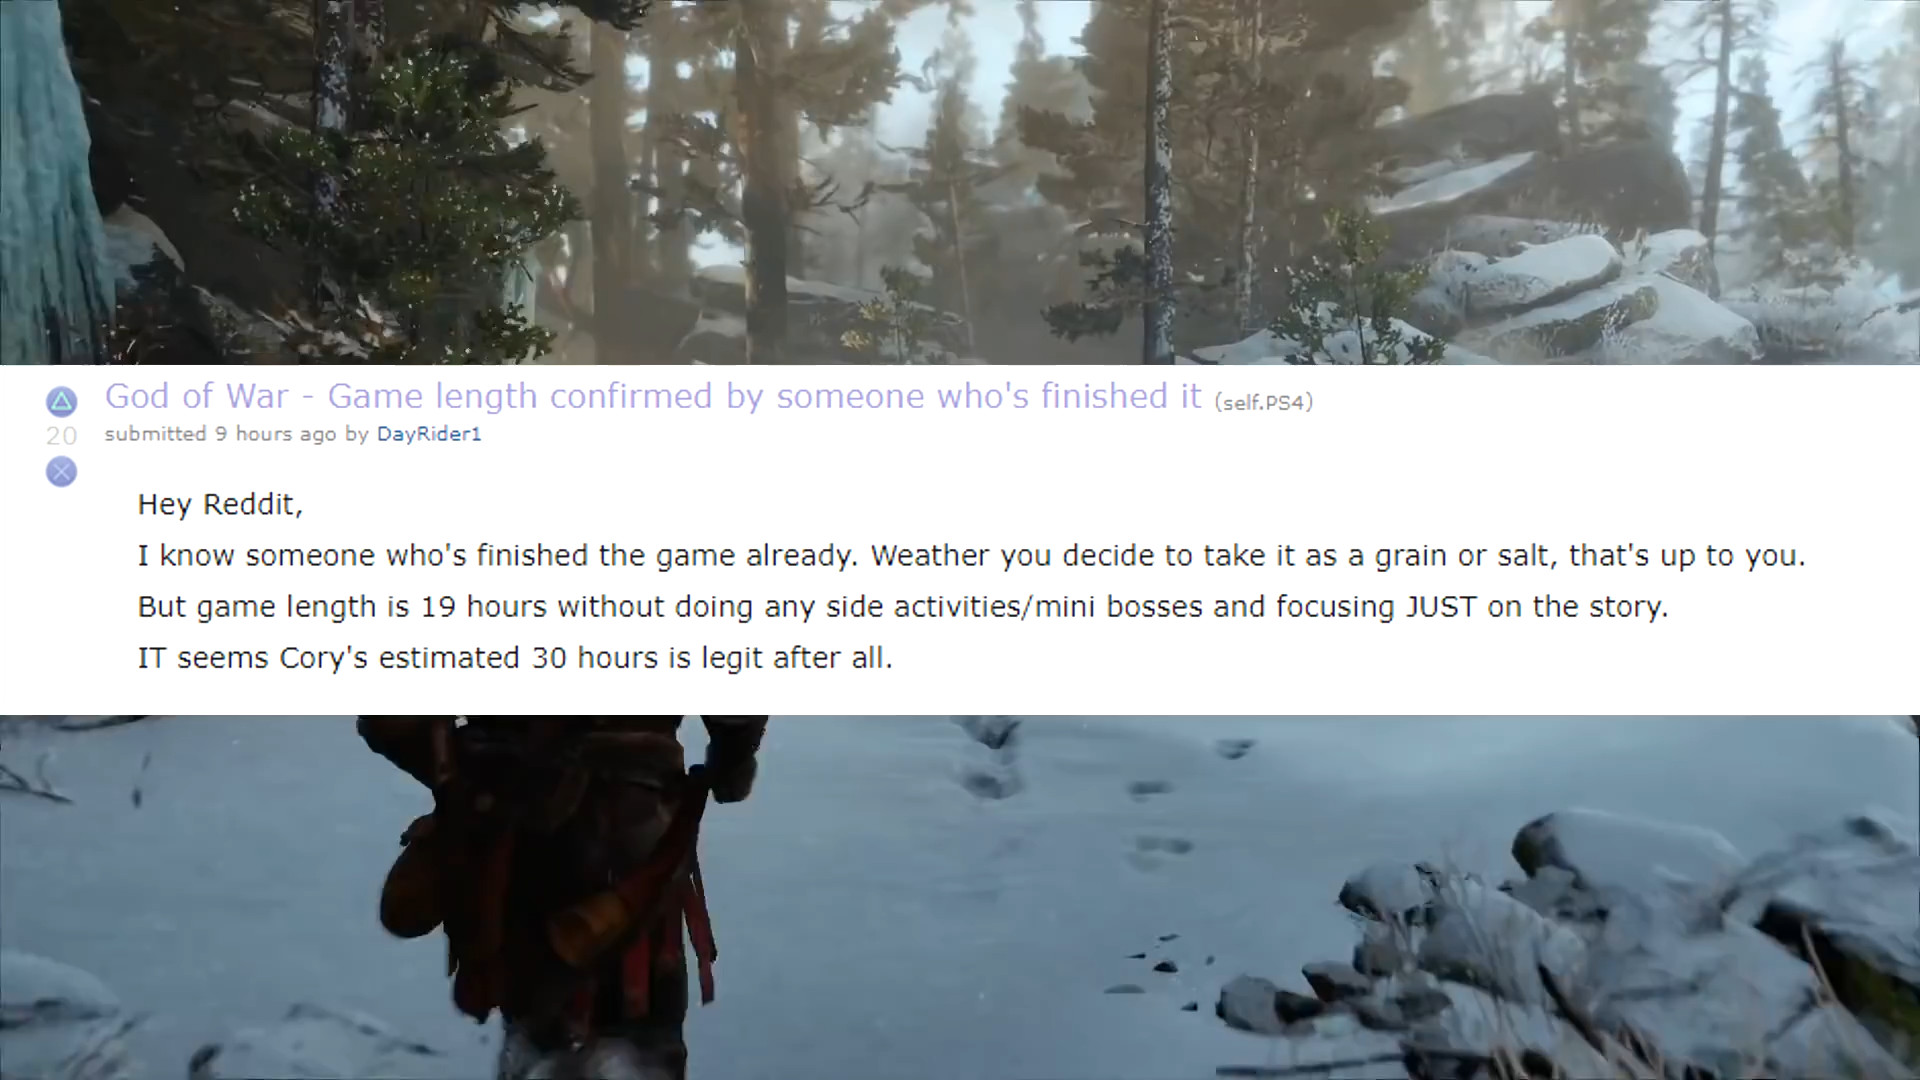 God of War - Game length confirmed by someone who's finished it (self.PS4)
20
submitted 9 hours ago by DayRider1
Hey Reddit,
I know someone who's finished the game already. Weather you decide to take it as a grain or salt, that's up to you.
But game length is 19 hours without doing any side activities/mini bosses and focusing JUST on the story.
IT seems Cory's estimated 30 hours is legit after all.